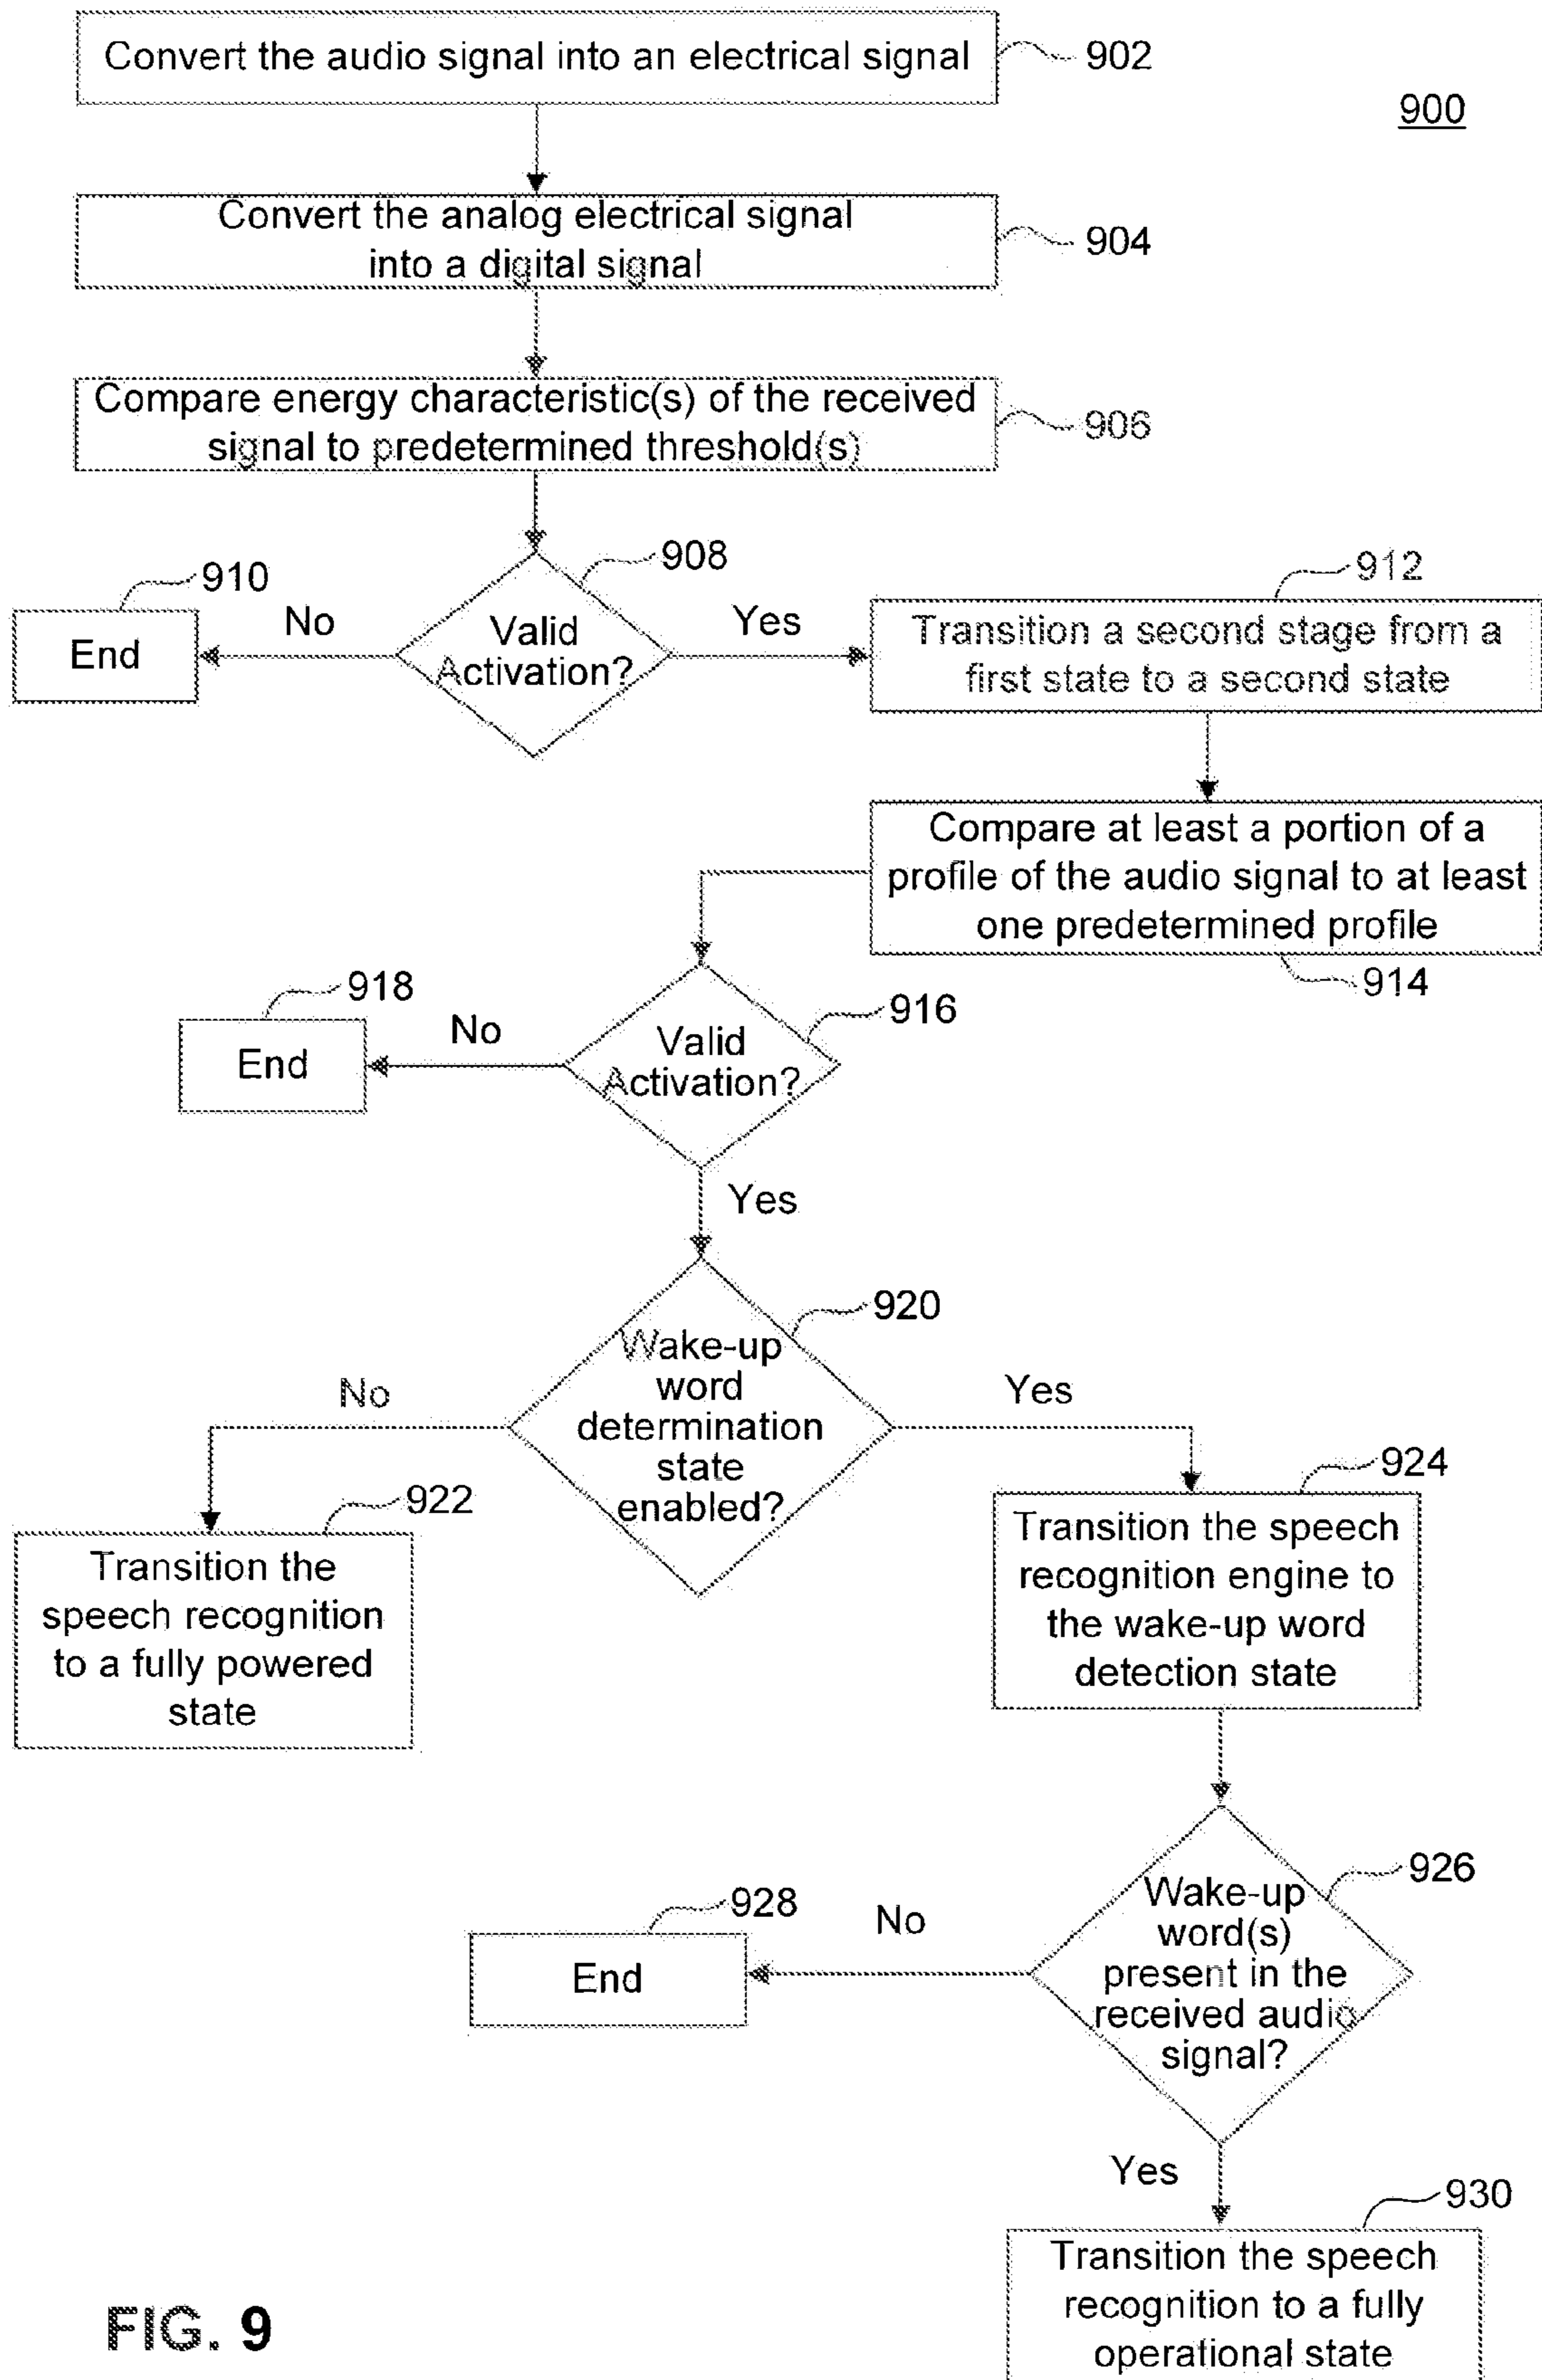 Convert the audio signal into an electrical signal
902
900
Convert the analog electrical signal
into a digital signal
904
Compare energy characteristic(s) of the received
signal to predetermined threshold(s)
906
908
910
912
End
No
Valid
Activation?
Yes
Transition a second stage from a
first state to a second state
Compare at least a portion of a
profile of the audio signal to at least
one predetermined profile
914
918
916
End
No
Valid
Activation?
Yes
920
Wake-up
word
determination
state
enabled?
No
Yes
922
924
Transition the
speech recognition
to a fully powered
state
Transition the speech
recognition engine to
the wake-up word
detection state
926
928
Wake-up
word(s)
present in the
received audio
signal?
No
End
Yes
930
Transition the speech
recognition to a fully
operational state
FIG. 9